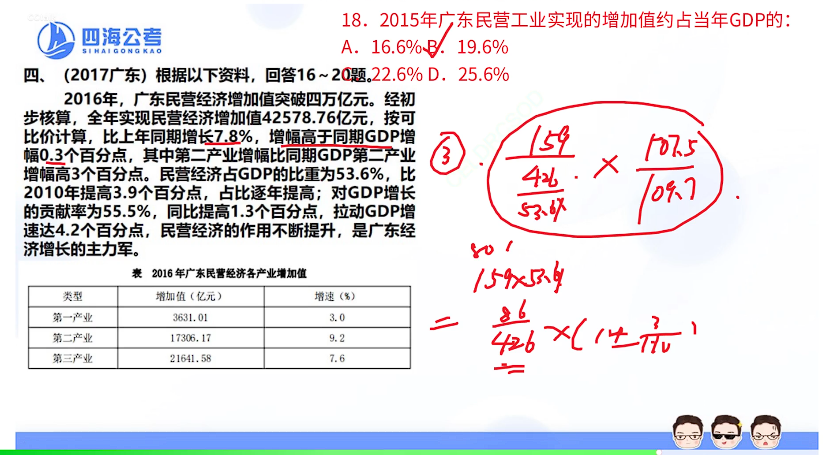 四海公考
SIHAIGONGKAO
18．2015年广东民营工业实现的增加值约占当年GDP的：
A．16.6% B．19.6%
C．22.6% D．25.6%
四、（2017广东）根据以下资料，回答16～20题。
2016年，广东民营经济增加值突破四万亿元。经初
步核算，全年实现民营经济增加值42578.76亿元，按可
比价计算，比上年同期增长7.8%，增幅高于同期GDP增
幅0.3个百分点，其中第二产业增幅比同期GDP第二产业
增幅高3个百分点。民营经济占GDP的比重为53.6%，比
2010年提高3.9个百分点，占比逐年提高；对GDP增长
的贡献率为55.5%，同比提高1.3个百分点，拉动GDP增
速达4.2个百分点，民营经济的作用不断提升，是广东经
济增长的主力军。
表 2016年广东民营经济各产业增加值
类型 增加值（亿元） 增速（%）
第一产业 3631.01 3.0
第二产业 17306.17 9.2
第三产业 21641.58 7.6
③
159
426
53.6%
× 107.5
109.7
80
159×53.6
= 86
426
×(1+